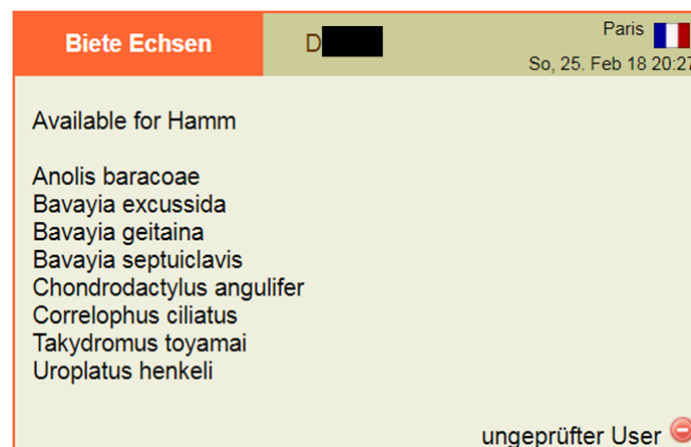 Biete Echsen
D
Paris
So, 25. Feb 18 20:27
Available for Hamm
Anolis baracoae
Bavayia excussida
Bavayia geitaina
Bavayia septuiclavis
Chondrodactylus angulifer
Correlophus ciliatus
Takydromus toyamai
Uroplatus henkeli
ungeprüfter User